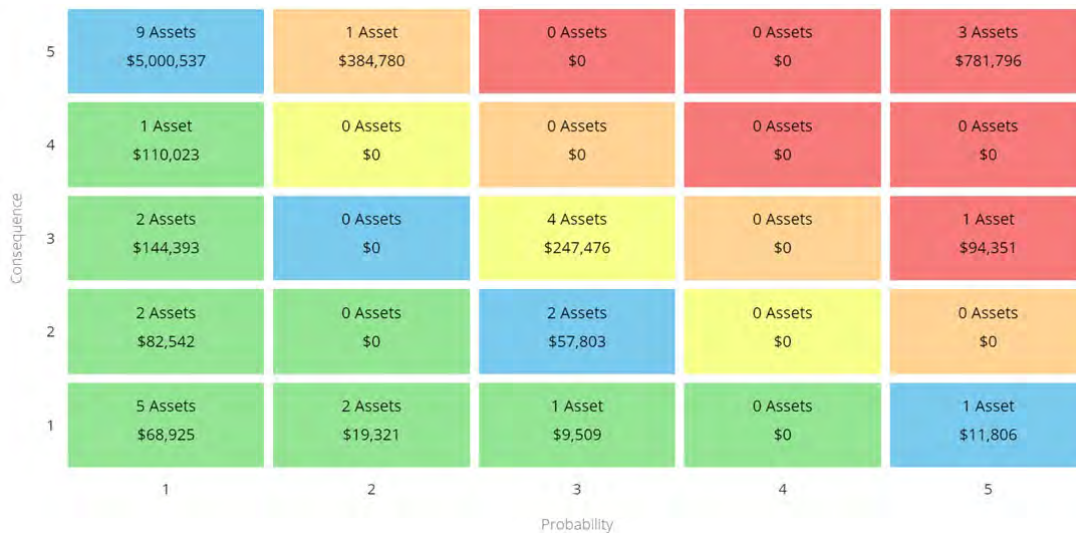 9 Assets
$5,000,537
1 Asset
$384,780
0 Assets
$0
0 Assets
$0
3 Assets
$781,796
5
1 Asset
$110,023
0 Assets
$0
0 Assets
$0
0 Assets
$0
0 Assets
$0
4
2 Assets
$144,393
0 Assets
$0
4 Assets
$247,476
0 Assets
$0
1 Asset
$94,351
3
Consequence
2 Assets
$82,542
0 Assets
$0
2 Assets
$57,803
0 Assets
$0
0 Assets
$0
2
5 Assets
$68,925
2 Assets
$19,321
1 Asset
$9,509
0 Assets
$0
1 Asset
$11,806
1
1
2
3
4
5
Probability